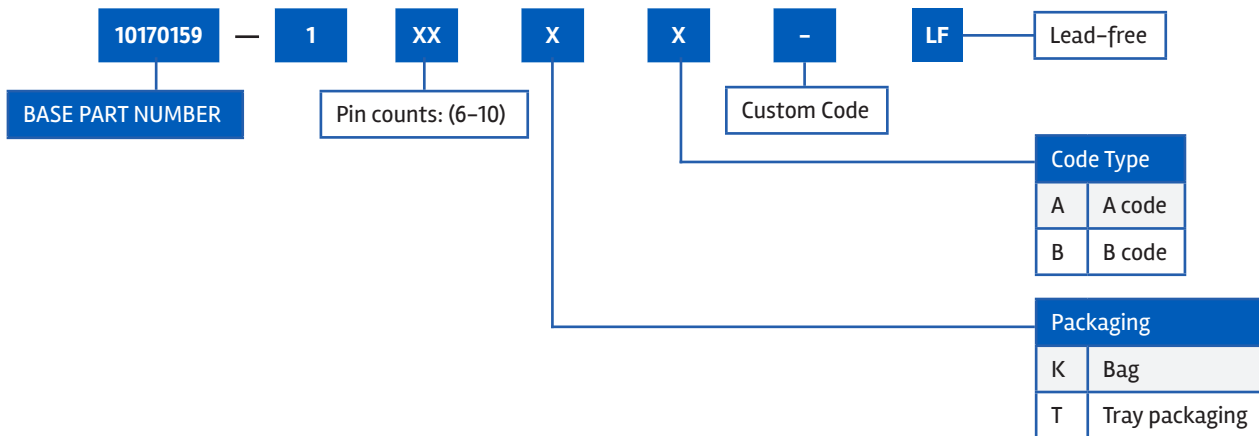 10170159 — 1 XX X X – LF Lead–free
BASE PART NUMBER
Pin counts: (6–10)
Custom Code
Code Type
A A code
B B code
Packaging
K Bag
T Tray packaging